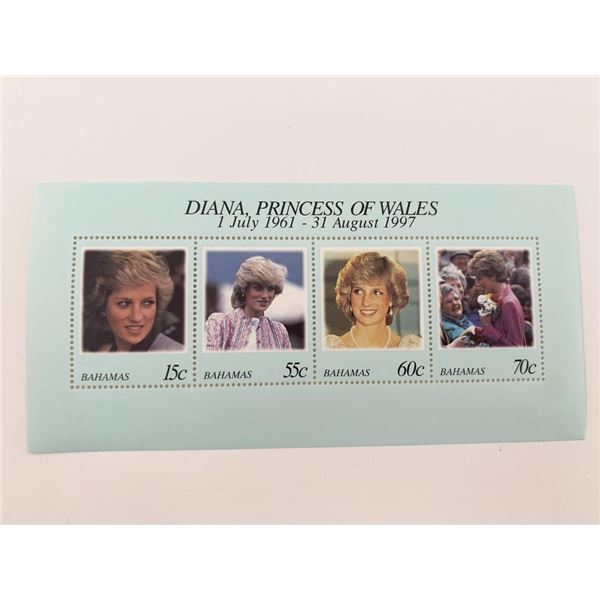 DIANA, PRINCESS OF WALES
1 July 1961 - 31 August 1997
BAHAMAS 15c
BAHAMAS 55c
BAHAMAS 60c
BAHAMAS 70c